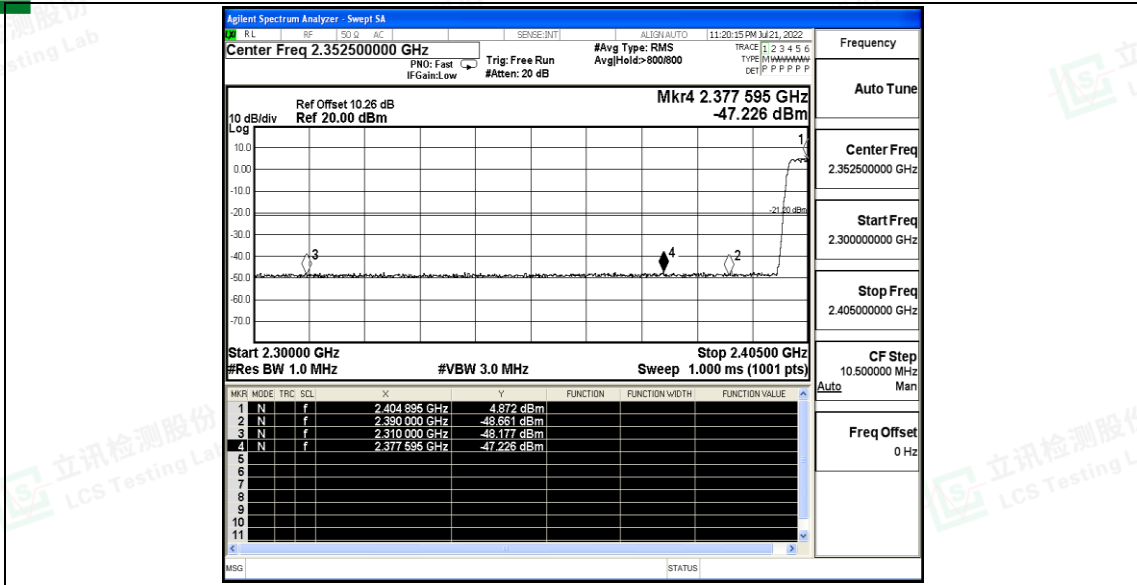 Agilent Spectrum Analyzer - Swept SA
RL RF 50 Ω AC SENSE:INT ALIGN AUTO 11:20:15 PM Jul 21, 2022
Center Freq 2.352500000 GHz
PNO: Fast
IFGain:Low
Trig: Free Run
#Atten: 20 dB
#Avg Type: RMS
Avg|Hold:>800/800
TRACE 1 2 3 4 5 6
TYPE M WWWWW
DET P P P P P P
Ref Offset 10.26 dB
Ref 20.00 dBm
Mkr4 2.377 595 GHz
-47.226 dBm
10 dB/div
Log
10.0
0.00
-10.0
-20.0
-30.0
-40.0
-50.0
-60.0
-70.0
1
-21.20 dBm
3
4
2
Start 2.30000 GHz
Stop 2.40500 GHz
#Res BW 1.0 MHz
#VBW 3.0 MHz
Sweep 1.000 ms (1001 pts)
MKR MODE TRC SCL X Y FUNCTION FUNCTION WIDTH FUNCTION VALUE
1 N f 2.404 895 GHz 4.872 dBm
2 N f 2.390 000 GHz -48.661 dBm
3 N f 2.310 000 GHz -48.177 dBm
4 N f 2.377 595 GHz -47.226 dBm
5
6
7
8
9
10
11
MSG STATUS
Frequency
Auto Tune
Center Freq
2.352500000 GHz
Start Freq
2.300000000 GHz
Stop Freq
2.405000000 GHz
CF Step
10.500000 MHz
Auto Man
Freq Offset
0 Hz
立讯检测股份
LCS Testing Lab
立讯检测股份